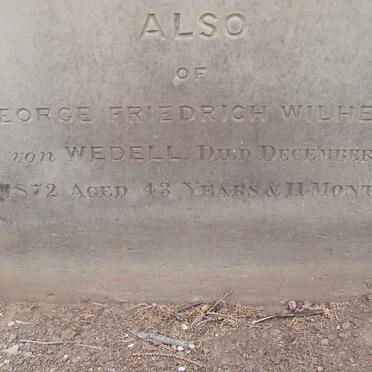 ALSO
OF
EORGE FRIEDRICH WILHE
von WEDELL. DIED DECEMBER
1872 AGED 43 YEARS & 11 MONT